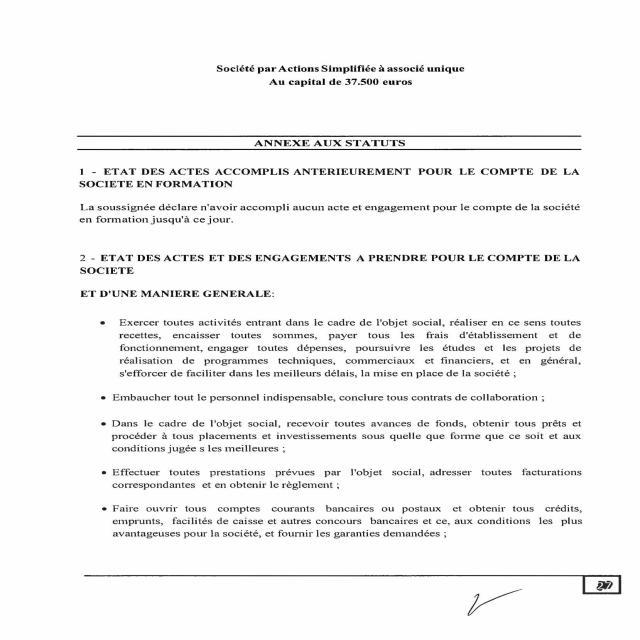 Société par Actions Simplifiée à associé unique
Au capital de 37.500 euros
ANNEXE AUX STATUTS
1 - ETAT DES ACTES ACCOMPLIS ANTERIEUREMENT POUR LE COMPTE DE LA
SOCIETE EN FORMATION
La soussignée déclare n'avoir accompli aucun acte et engagement pour le compte de la société
en formation jusqu'à ce jour.
2 - ETAT DES ACTES ET DES ENGAGEMENTS A PRENDRE POUR LE COMPTE DE LA
SOCIETE
ET D'UNE MANIERE GENERALE:
• Exercer toutes activités entrant dans le cadre de l'objet social, réaliser en ce sens toutes
recettes, encaisser toutes sommes, payer tous les frais d'établissement et de
fonctionnement, engager toutes dépenses, poursuivre les études et les projets de
réalisation de programmes techniques, commerciaux et financiers, et en général,
s'efforcer de faciliter dans les meilleurs délais, la mise en place de la société ;
• Embaucher tout le personnel indispensable, conclure tous contrats de collaboration ;
• Dans le cadre de l'objet social, recevoir toutes avances de fonds, obtenir tous prêts et
procéder à tous placements et investissements sous quelle que forme que ce soit et aux
conditions jugée s les meilleures ;
• Effectuer toutes prestations prévues par l'objet social, adresser toutes facturations
correspondantes et en obtenir le règlement ;
• Faire ouvrir tous comptes courants bancaires ou postaux et obtenir tous crédits,
emprunts, facilités de caisse et autres concours bancaires et ce, aux conditions les plus
avantageuses pour la société, et fournir les garanties demandées ;